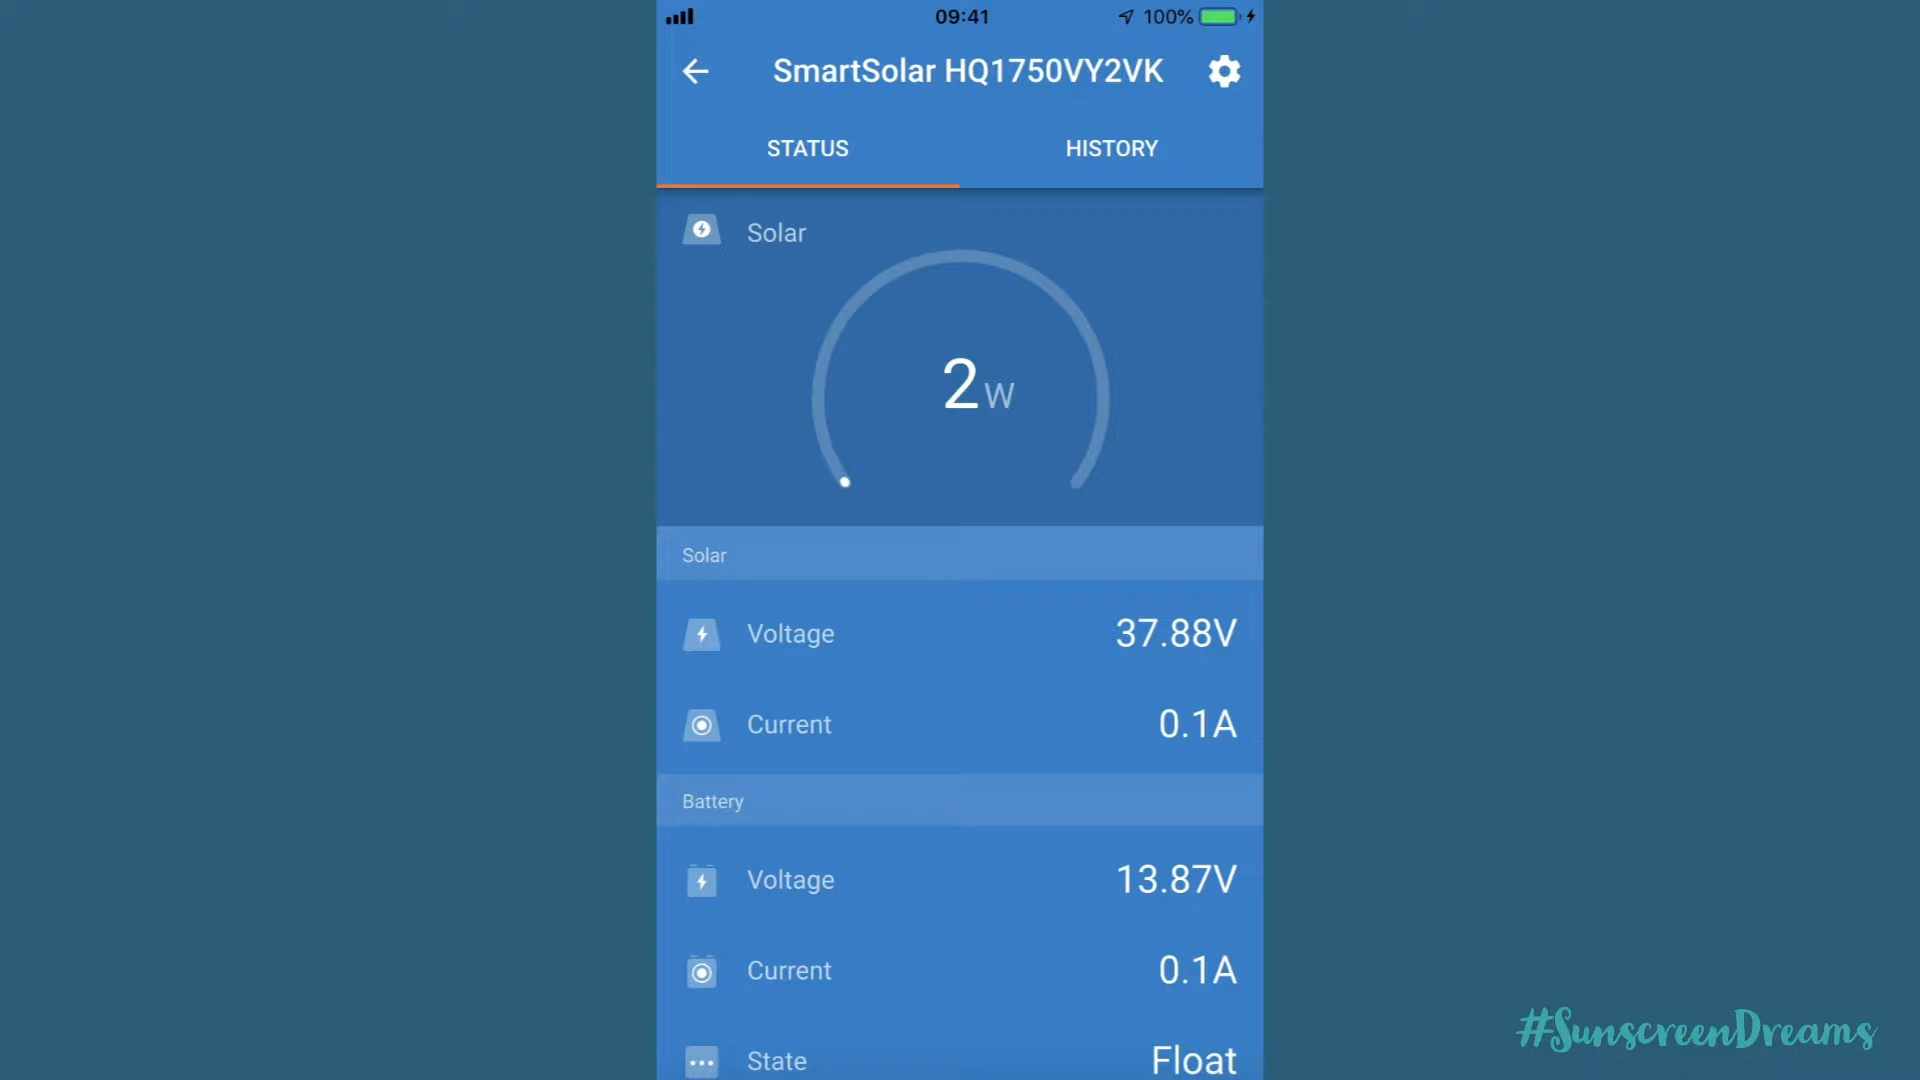 09:41
100%
SmartSolar HQ1750VY2VK
STATUS
HISTORY
Solar
2W
Solar
Voltage
37.88V
Current
0.1A
Battery
Voltage
13.87V
Current
0.1A
State
Float
#SunscreenDreams